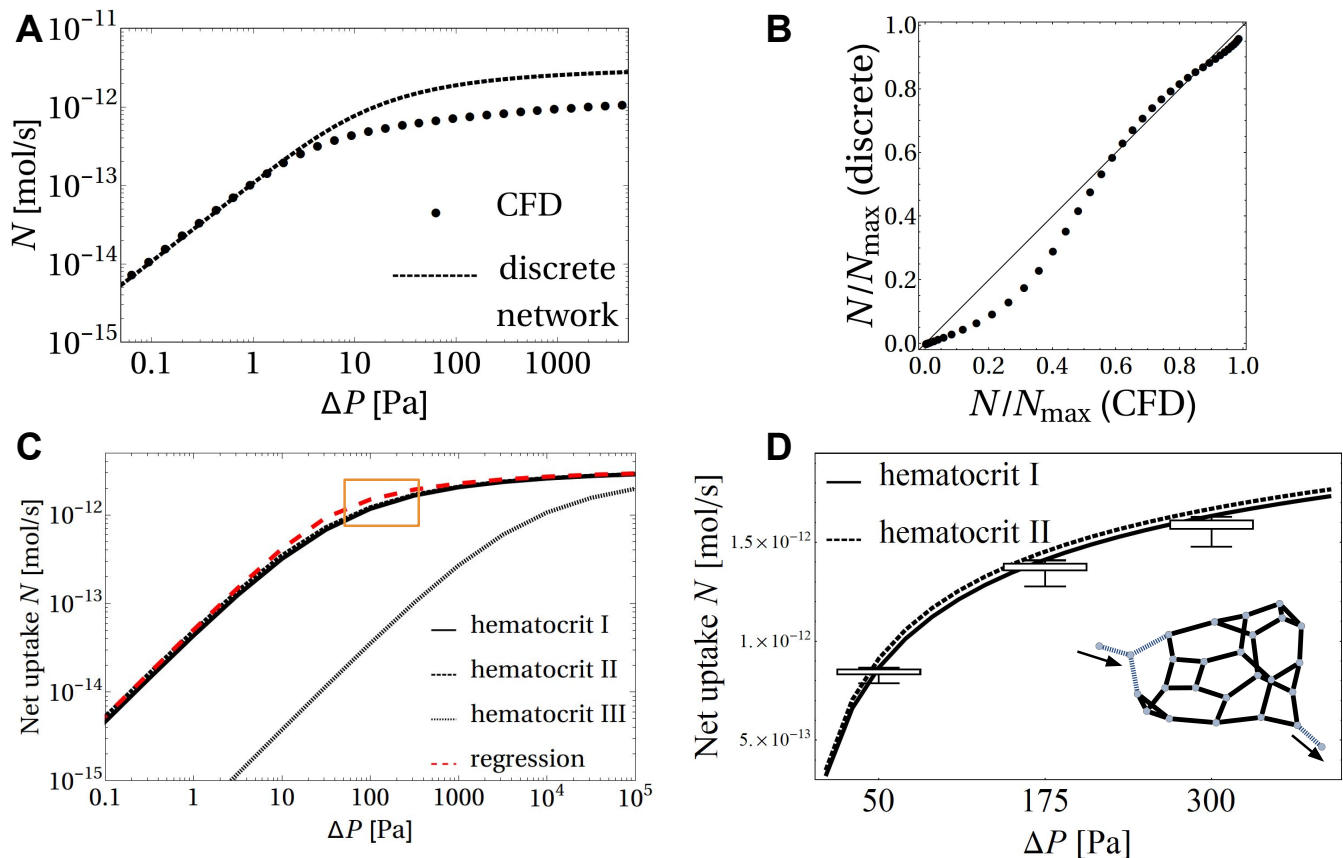 A
10⁻¹¹
10⁻¹²
10⁻¹³
10⁻¹⁴
10⁻¹⁵
N [mol/s]
CFD
discrete
network
0.1 1 10 100 1000
ΔP [Pa]
B
1.0
0.8
0.6
0.4
0.2
0.0
N/Nmax (discrete)
0.0 0.2 0.4 0.6 0.8 1.0
N/Nmax (CFD)
C
10⁻¹²
10⁻¹³
10⁻¹⁴
10⁻¹⁵
Net uptake N [mol/s]
hematocrit I
hematocrit II
hematocrit III
regression
0.1 1 10 100 1000 10⁴ 10⁵
ΔP [Pa]
D
hematocrit I
hematocrit II
1.5 × 10⁻¹²
1. × 10⁻¹²
5. × 10⁻¹³
Net uptake N [mol/s]
50 175 300
ΔP [Pa]